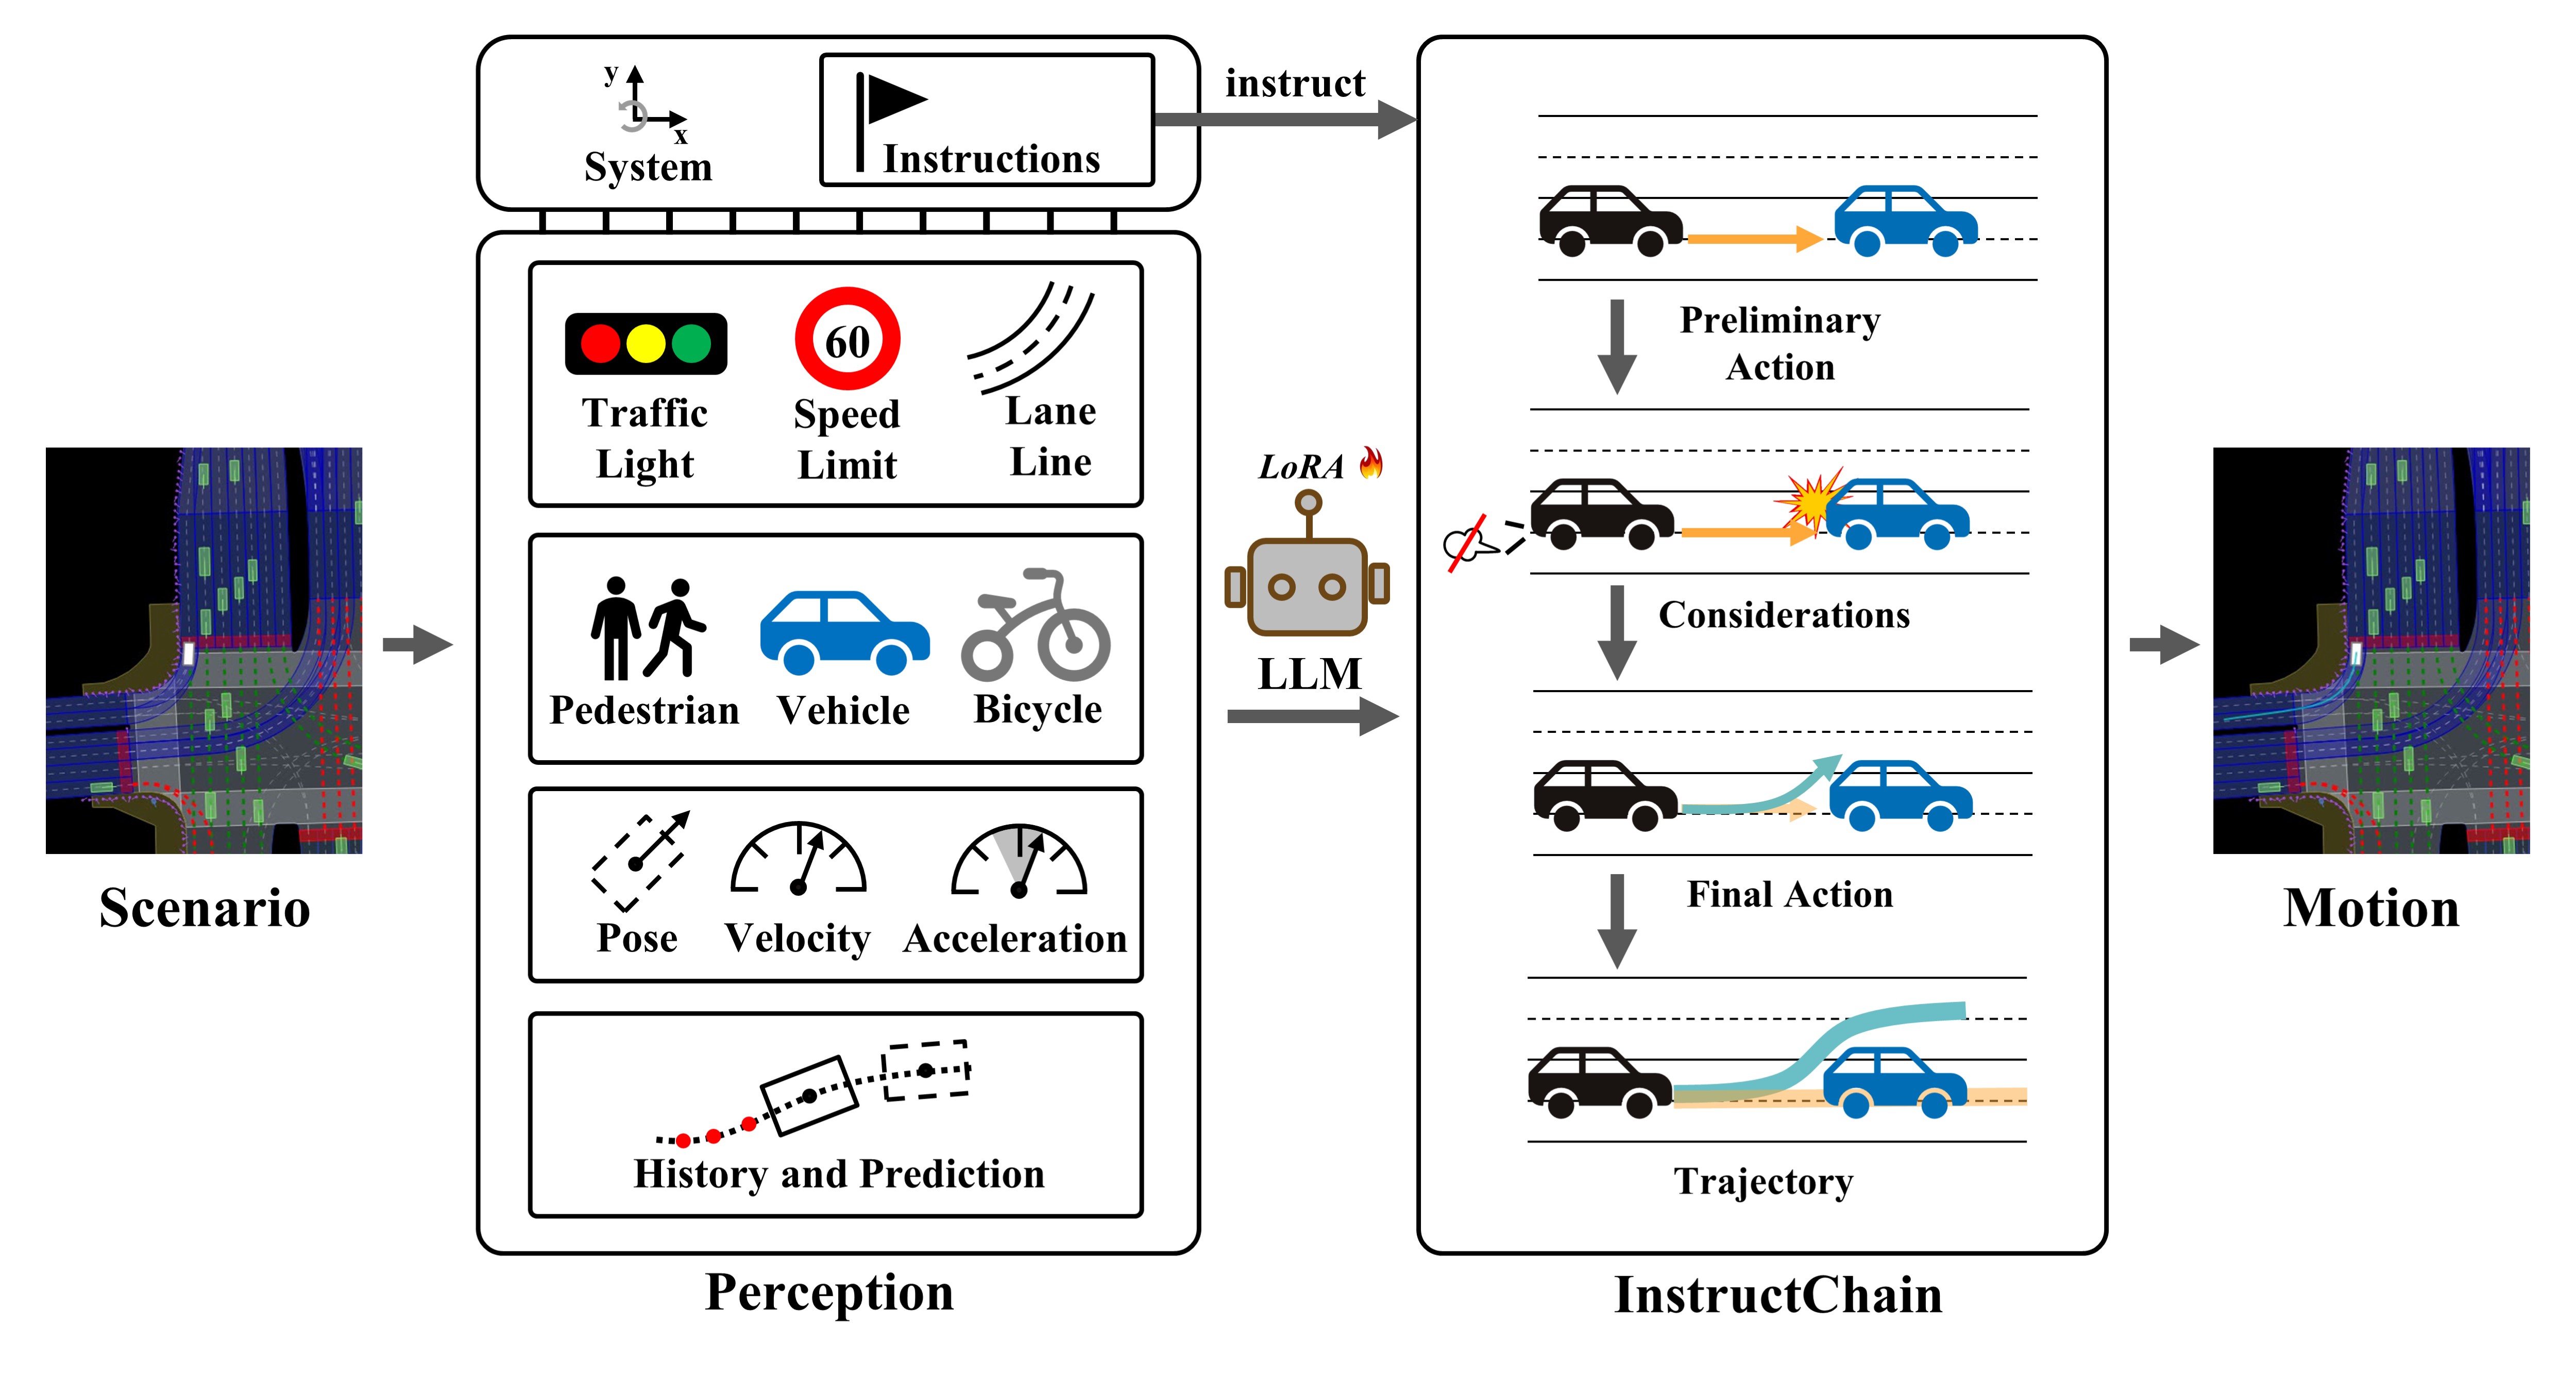 y
x
System
Instructions
instruct
Traffic
Light
60
Speed
Limit
Lane
Line
Pedestrian
Vehicle
Bicycle
Pose
Velocity
Acceleration
History and Prediction
Perception
Scenario
LoRA
LLM
Preliminary
Action
Considerations
Final Action
Trajectory
InstructChain
Motion